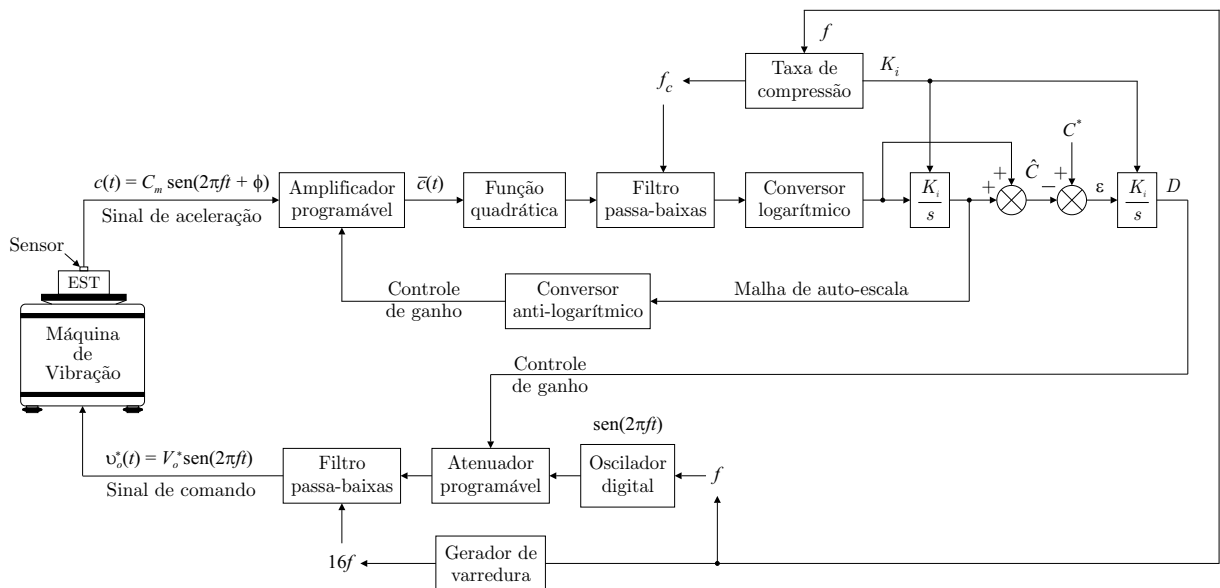 f
Taxa de
compressão
K_i
f_c
C*
c(t) = C_m sen(2πft + ϕ)
Sinal de aceleração
Amplificador
programável
c̅(t)
Função
quadrática
Filtro
passa-baixas
Conversor
logarítmico
K_i
s
+
+
Ĉ
−
+
ε
K_i
s
D
Sensor
EST
Máquina
de
Vibração
Controle
de ganho
Conversor
anti-logarítmico
Malha de auto-escala
Controle
de ganho
sen(2πft)
υ_o*(t) = V_o* sen(2πft)
Sinal de comando
Filtro
passa-baixas
Atenuador
programável
Oscilador
digital
f
16f
Gerador de
varredura